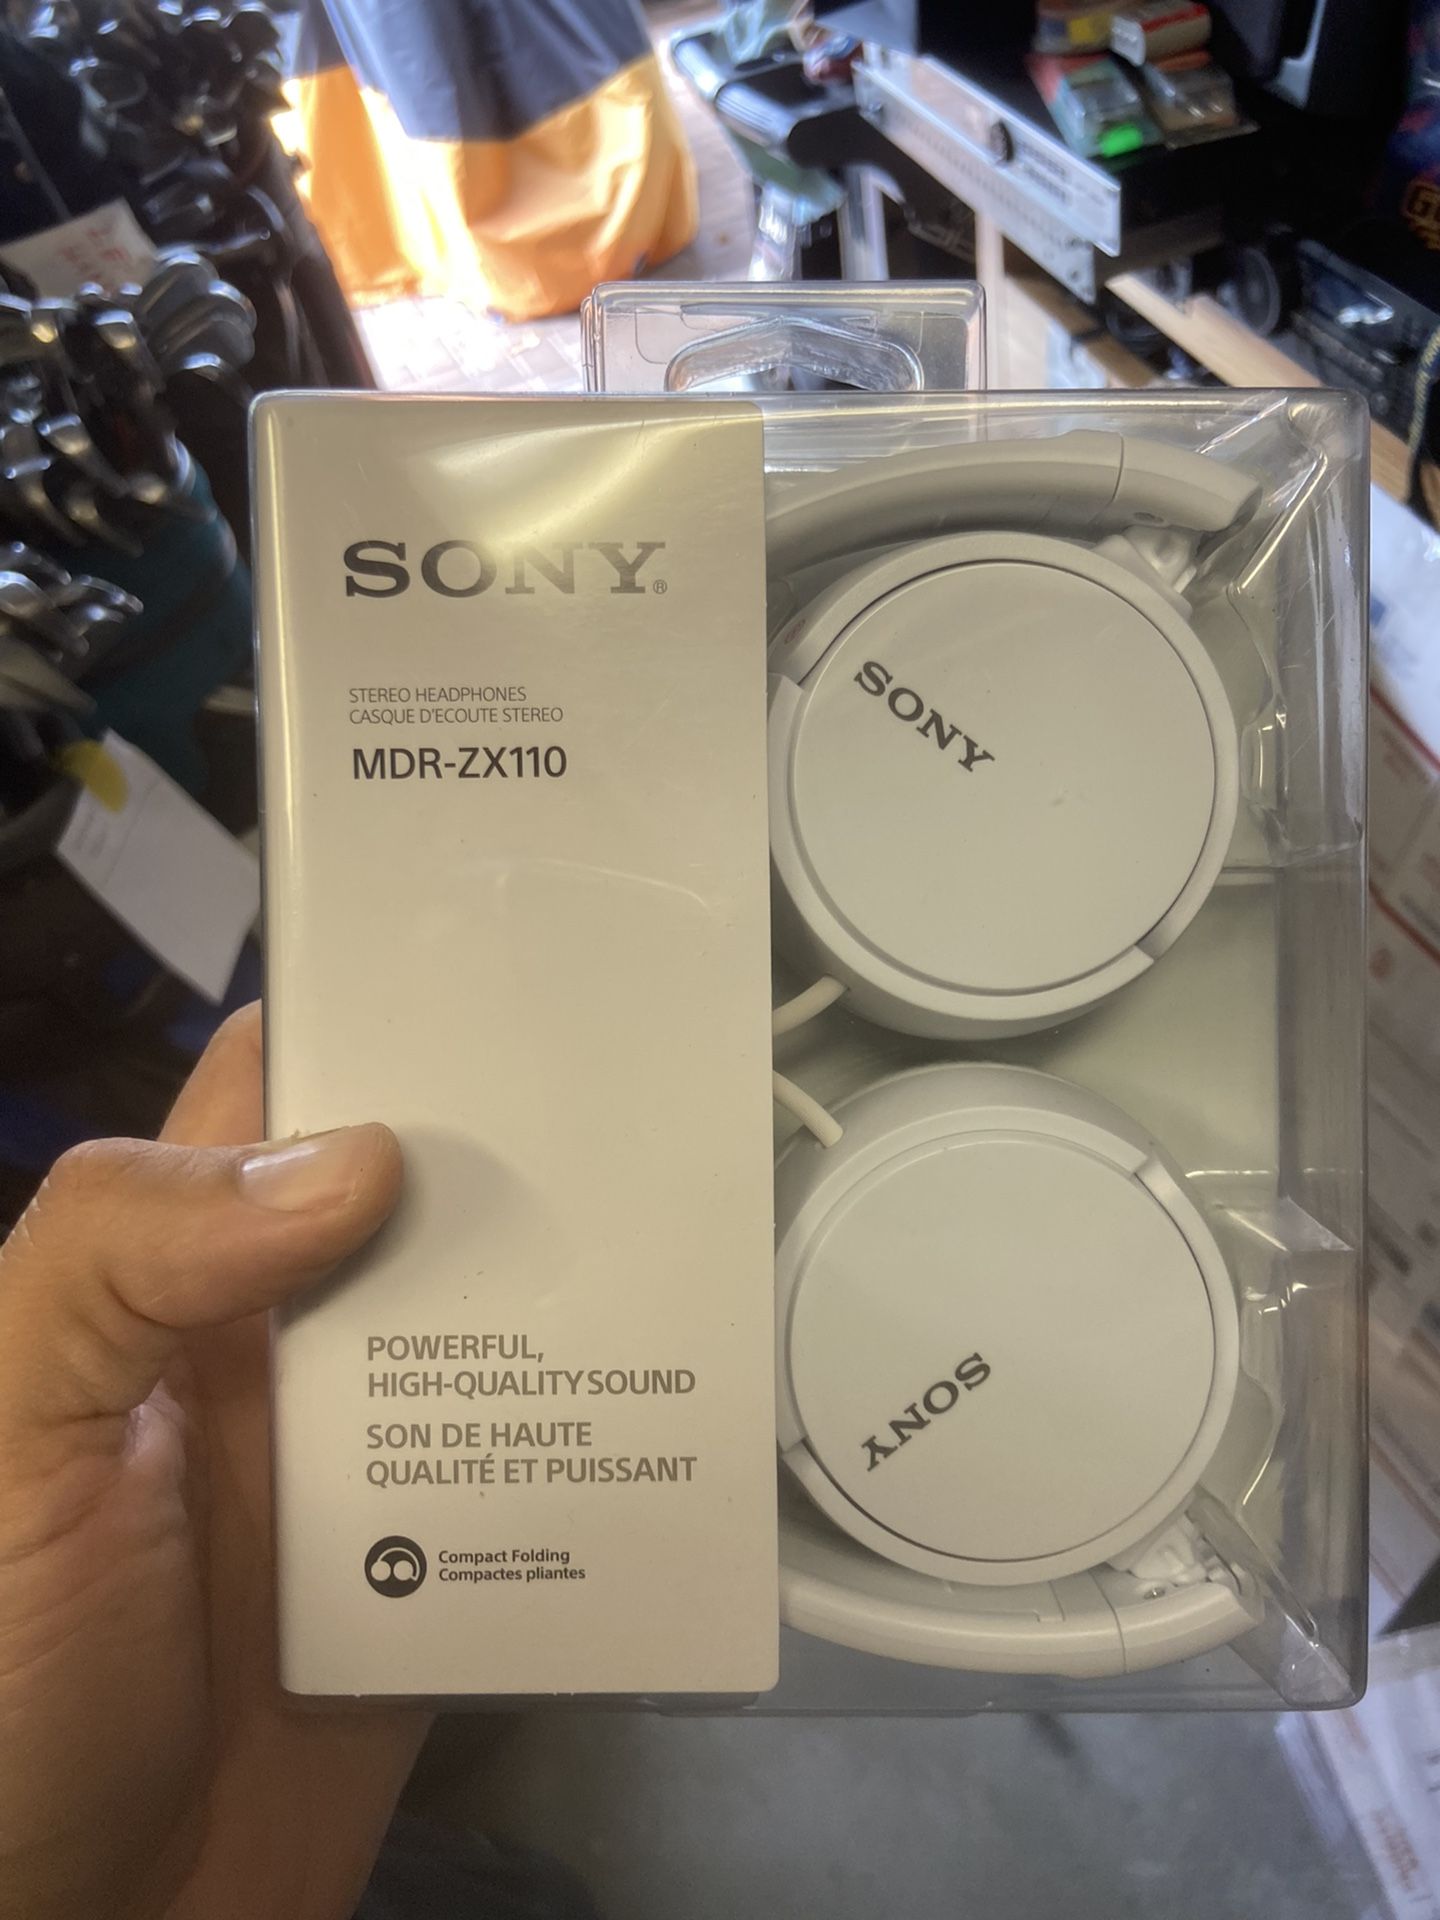 SONY®
STEREO HEADPHONES
CASQUE D'ECOUTE STEREO
MDR-ZX110
POWERFUL,
HIGH-QUALITY SOUND
SON DE HAUTE
QUALITÉ ET PUISSANT
Compact Folding
Compactes pliantes
SONY
SONY